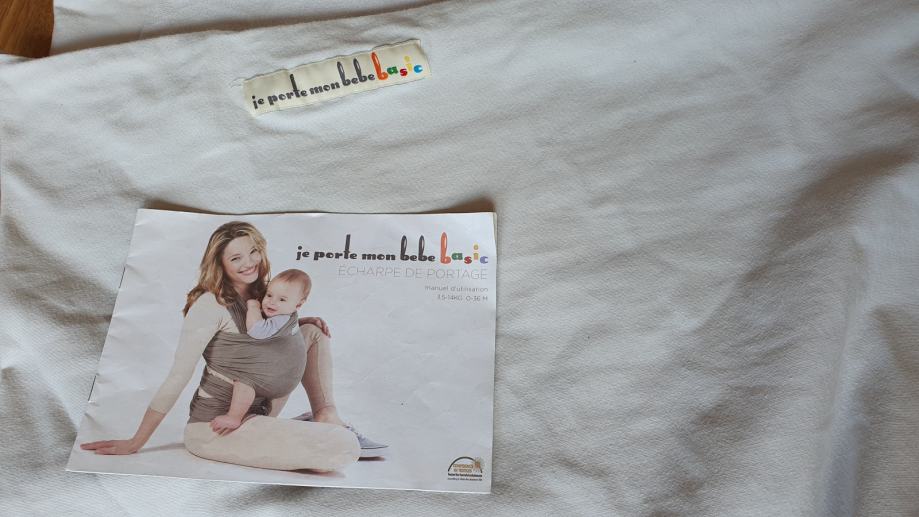 je porte mon bebe basic
je porte mon bebe basic
ÉCHARPE DE PORTAGE
manuel d'utilisation
3,5-14KG 0-36 M